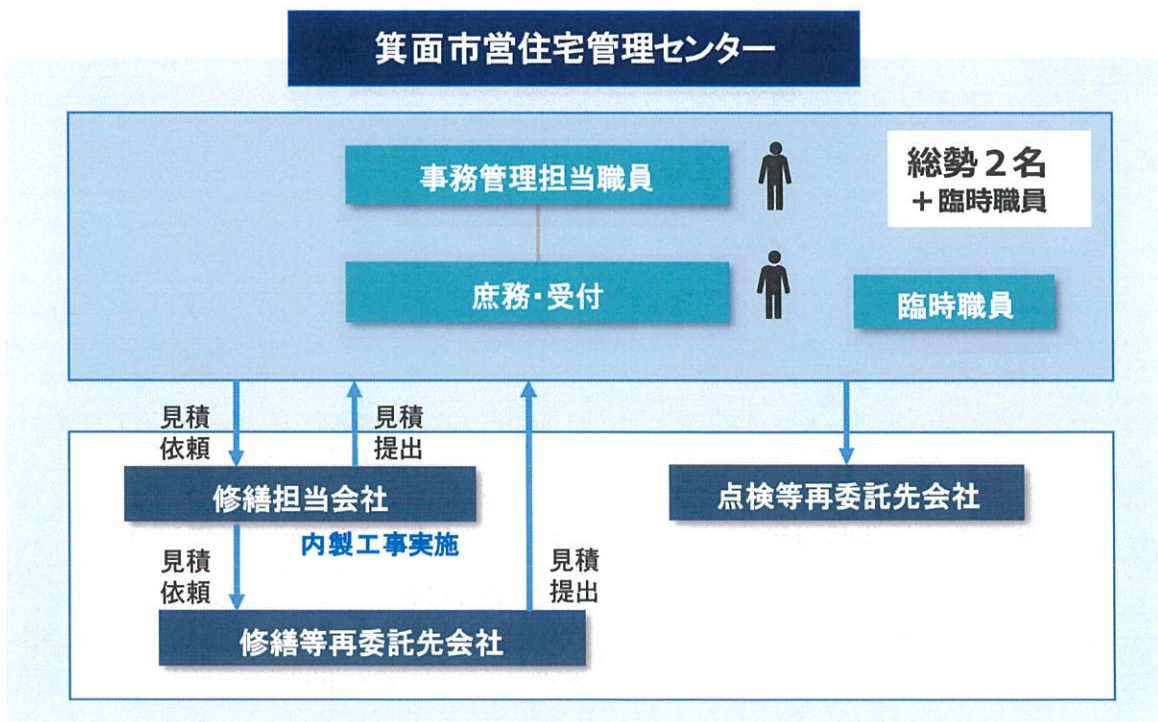 箕面市営住宅管理センター
事務管理担当職員
総勢２名
＋臨時職員
庶務・受付
臨時職員
見積
依頼
見積
提出
修繕担当会社
点検等再委託先会社
内製工事実施
見積
依頼
見積
提出
修繕等再委託先会社